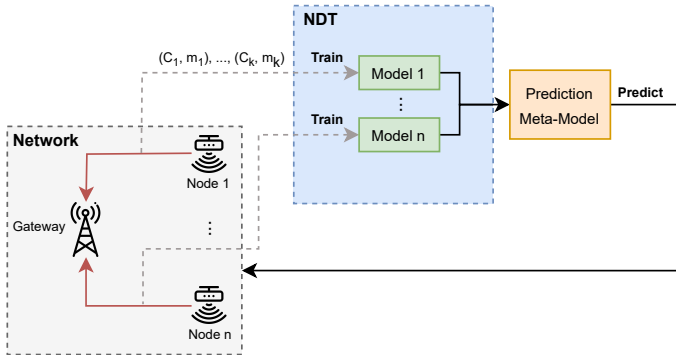 NDT
(C1, m1), ..., (Ck, mk)
Train
Model 1
...
Train
Model n
Prediction
Meta-Model
Predict
Network
Node 1
Gateway
...
Node n